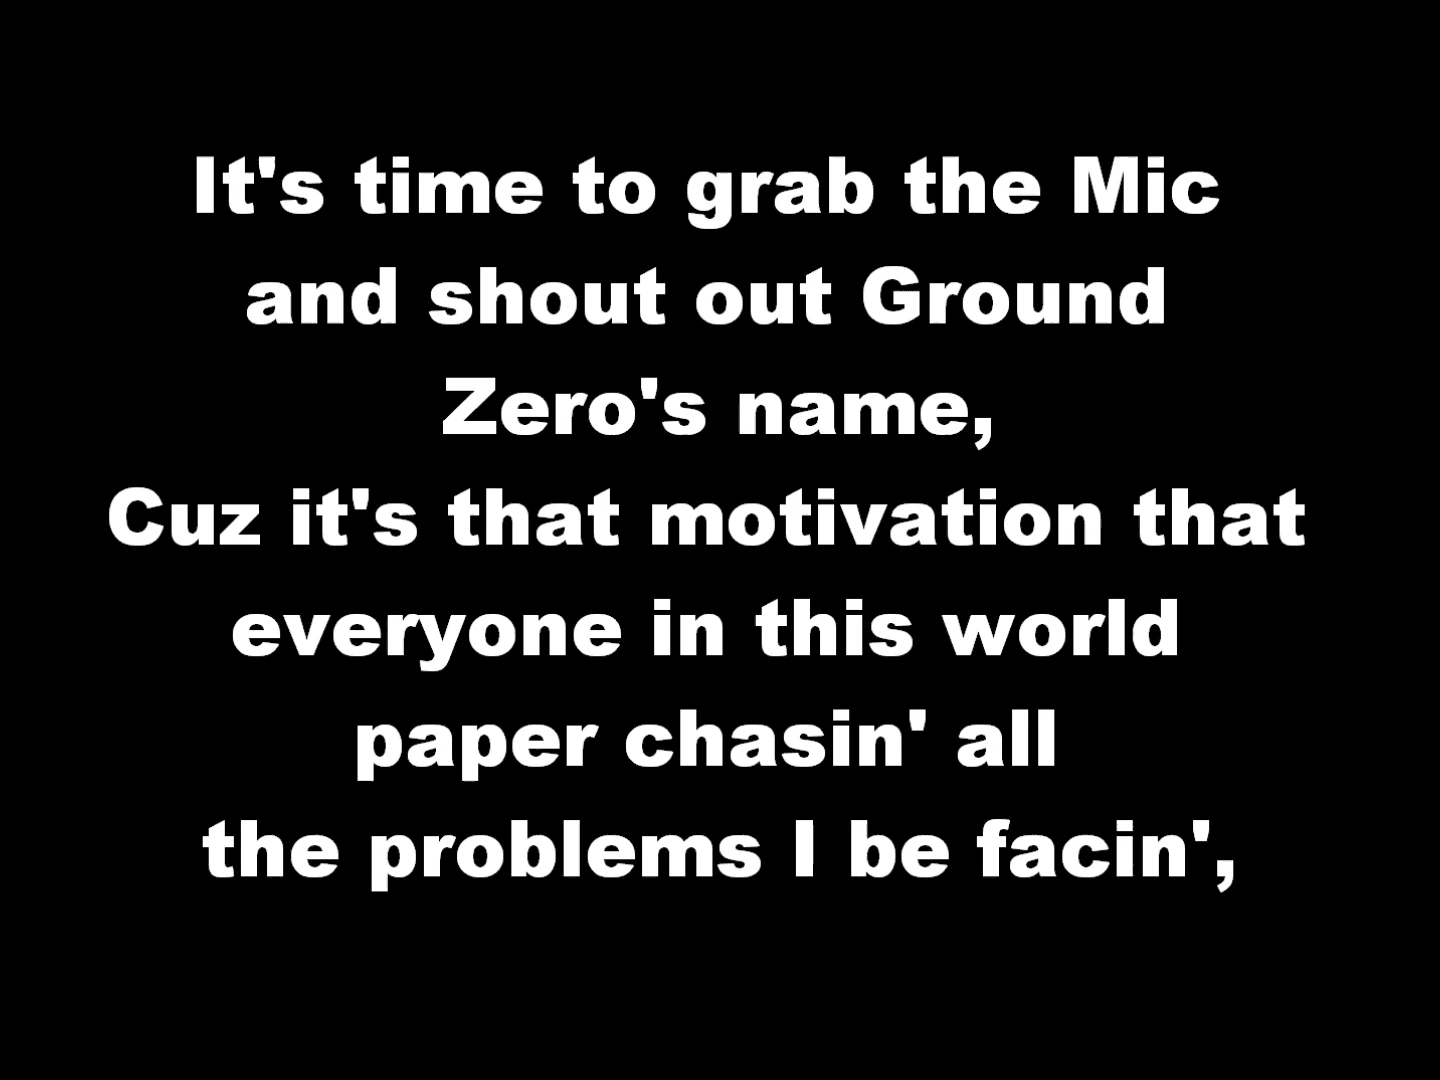 It's time to grab the Mic
and shout out Ground
Zero's name,
Cuz it's that motivation that
everyone in this world
paper chasin' all
the problems I be facin',